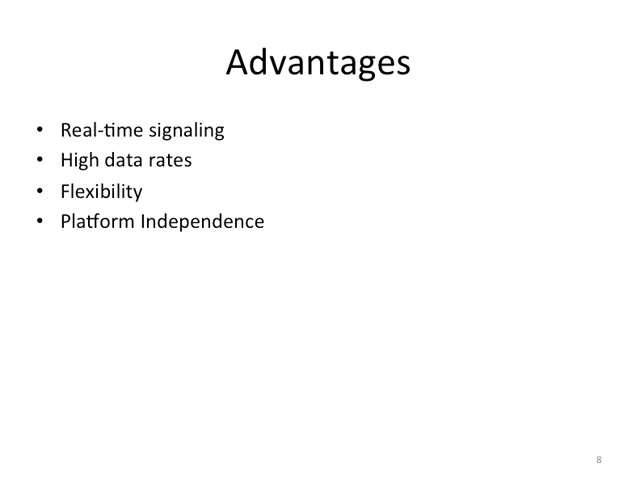 Advantages
• Real-time signaling
• High data rates
• Flexibility
• Platform Independence
8